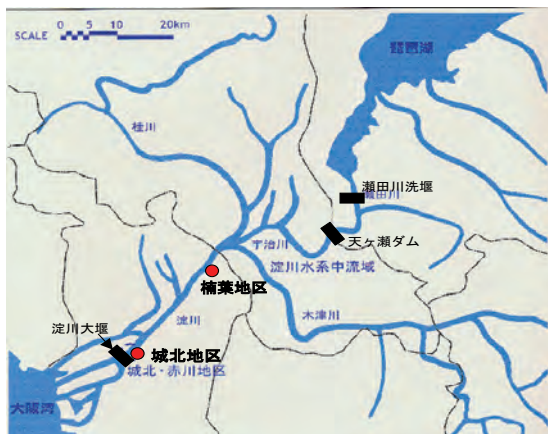 SCALE 0 5 10 20km
琵琶湖
桂川
瀬田川洗堰
瀬田川
天ヶ瀬ダム
宇治川
淀川水系中流域
楠葉地区
淀川
木津川
淀川大堰
城北地区
城北・赤川地区
大阪湾